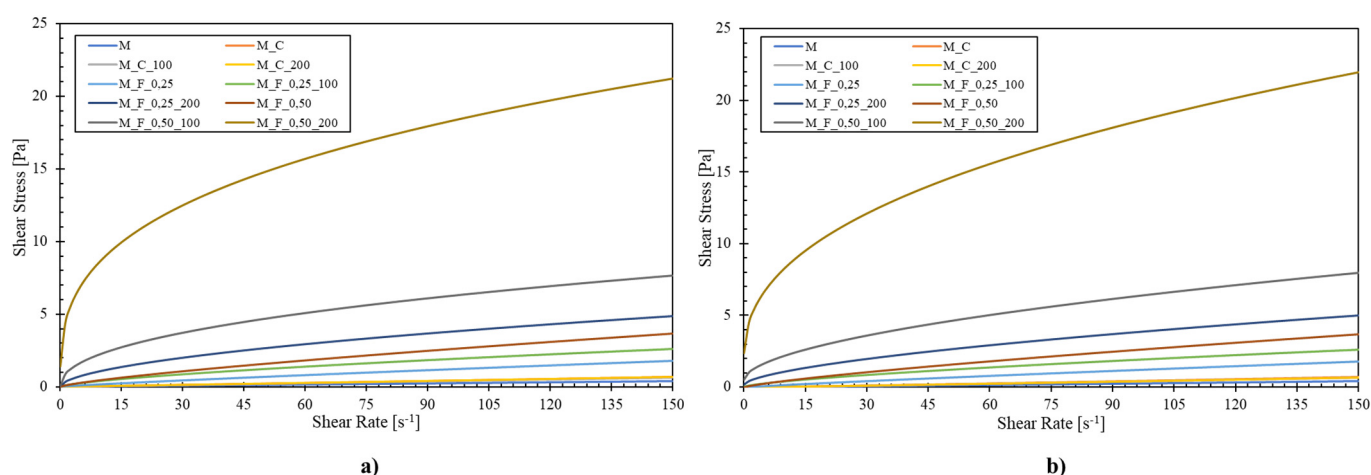 25
20
15
10
5
0
Shear Stress [Pa]
M M_C
M_C_100 M_C_200
M_F_0,25 M_F_0,25_100
M_F_0,25_200 M_F_0,50
M_F_0,50_100 M_F_0,50_200
0 15 30 45 60 75 90 105 120 135 150
Shear Rate [s-1]
a)
25
20
15
10
5
0
Shear Stress [Pa]
M M_C
M_C_100 M_C_200
M_F_0,25 M_F_0,25_100
M_F_0,25_200 M_F_0,50
M_F_0,50_100 M_F_0,50_200
0 15 30 45 60 75 90 105 120 135 150
Shear Rate [s-1]
b)